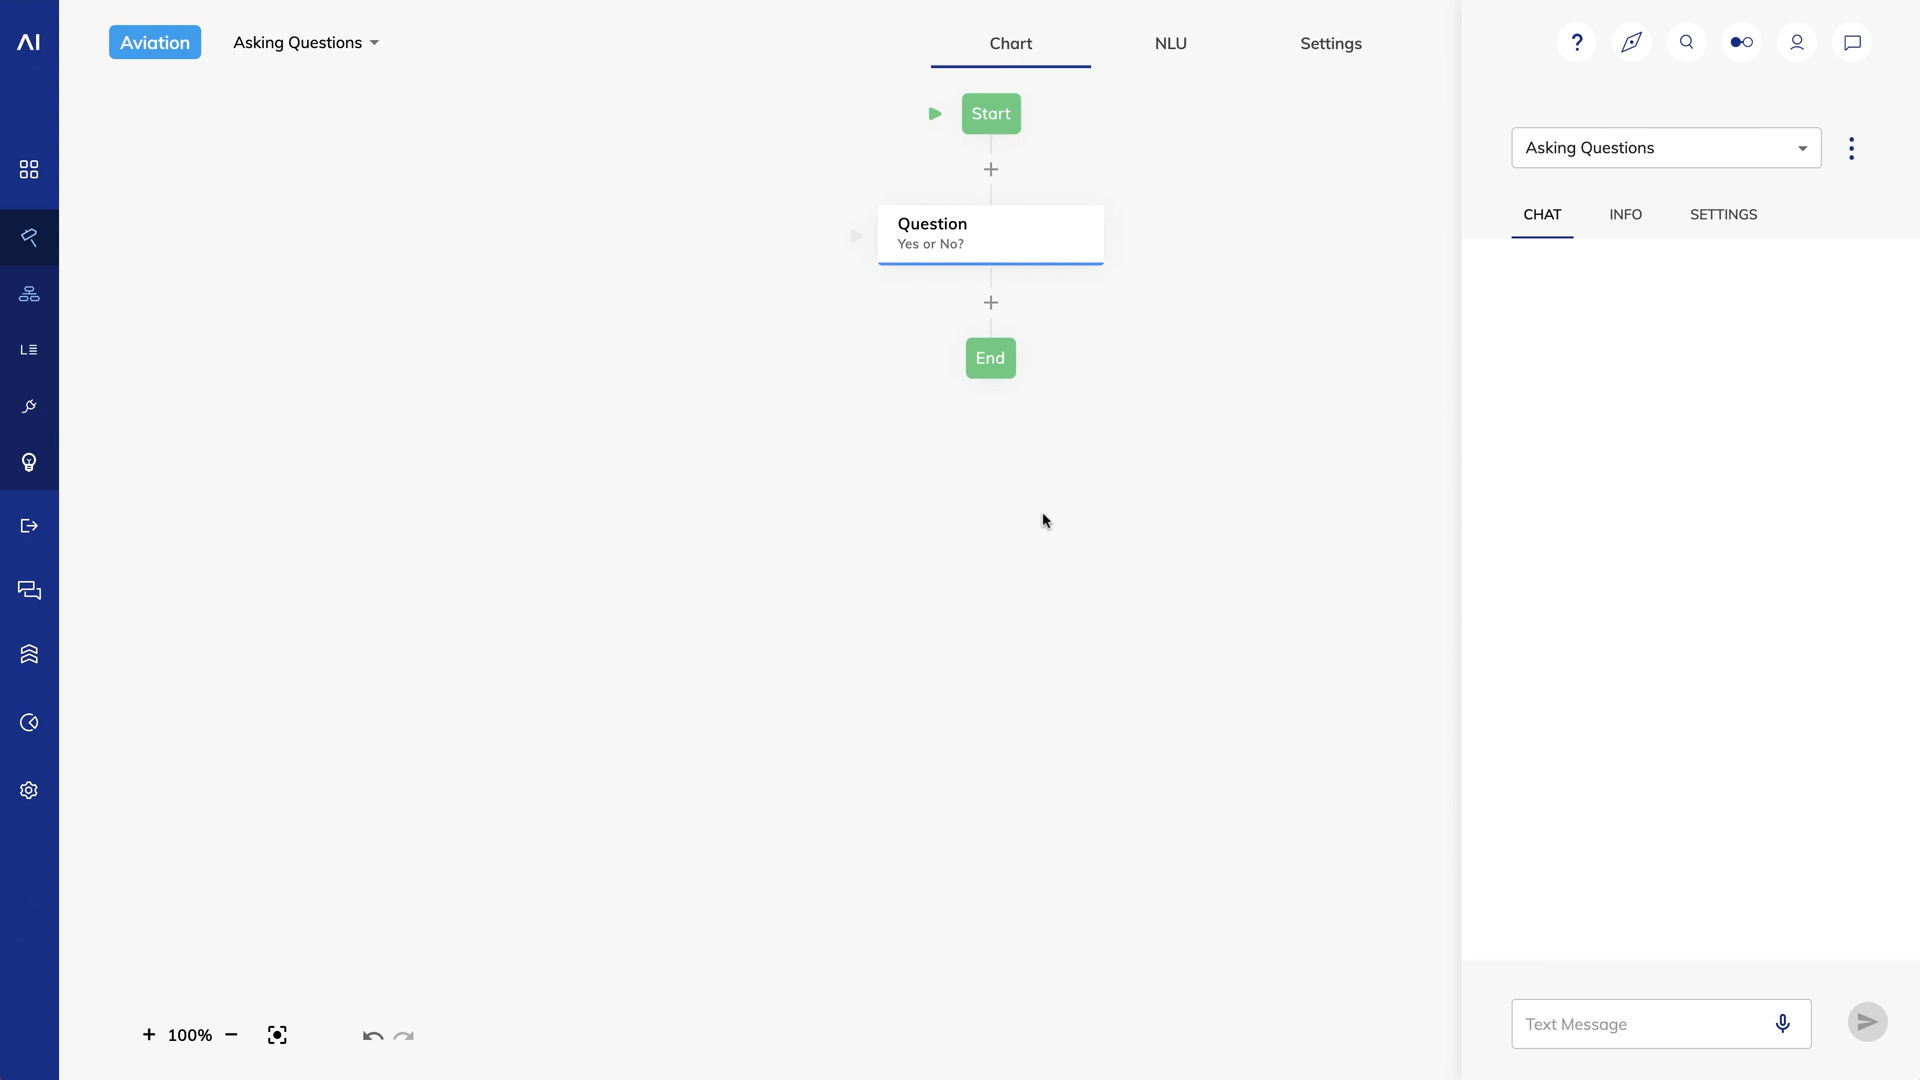 AI
Aviation
Asking Questions
Chart
NLU
Settings
Start
Question
Yes or No?
End
+ 100% −
?
Asking Questions
CHAT
INFO
SETTINGS
Text Message